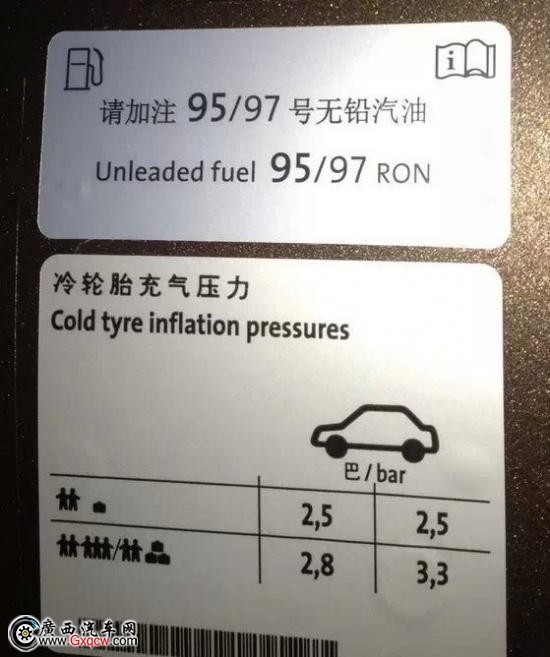 请加注 95/97 号无铅汽油
Unleaded fuel 95/97 RON
冷轮胎充气压力
Cold tyre inflation pressures
巴/bar
2,5 2,5
2,8 3,3
廣西汽车网
www.Gxqcw.com